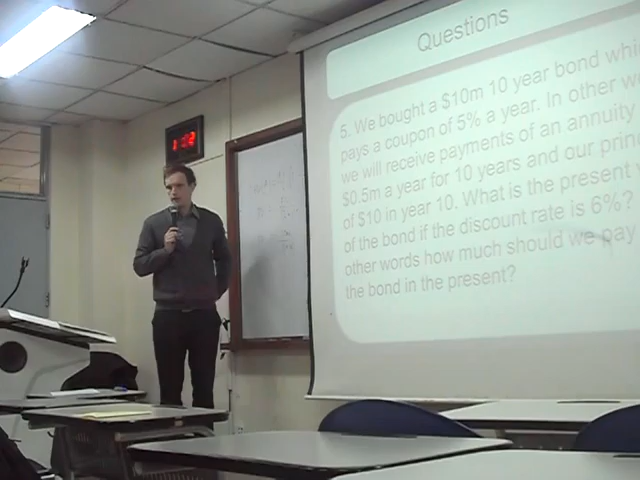 Questions
5. We bought a $10m 10 year bond
pays a coupon of 5% a year. In other
we will receive payments of an annuity
$0.5m a year for 10 years and our
of $10 in year 10. What is the present
of the bond if the discount rate is 6%?
other words how much should we pay
the bond in the present?